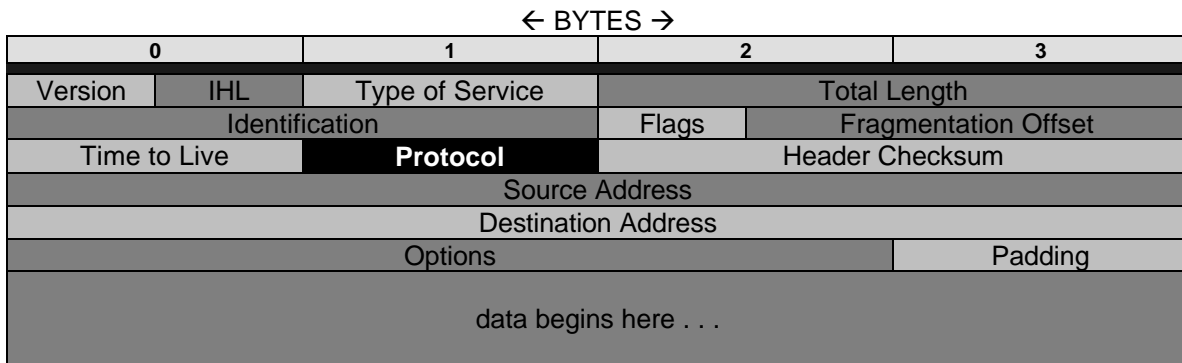 ← BYTES →
0 1 2 3
Version IHL Type of Service Total Length
Identification Flags Fragmentation Offset
Time to Live Protocol Header Checksum
Source Address
Destination Address
Options Padding
data begins here . . .